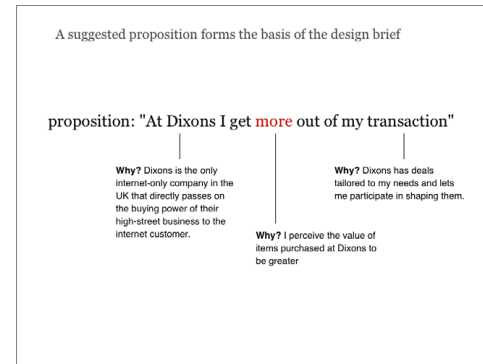 A suggested proposition forms the basis of the design brief
proposition: "At Dixons I get more out of my transaction"
Why? Dixons is the only
internet-only company in the
UK that directly passes on
the buying power of their
high-street business to the
internet customer.
Why? I perceive the value of
items purchased at Dixons to
be greater
Why? Dixons has deals
tailored to my needs and lets
me participate in shaping them.